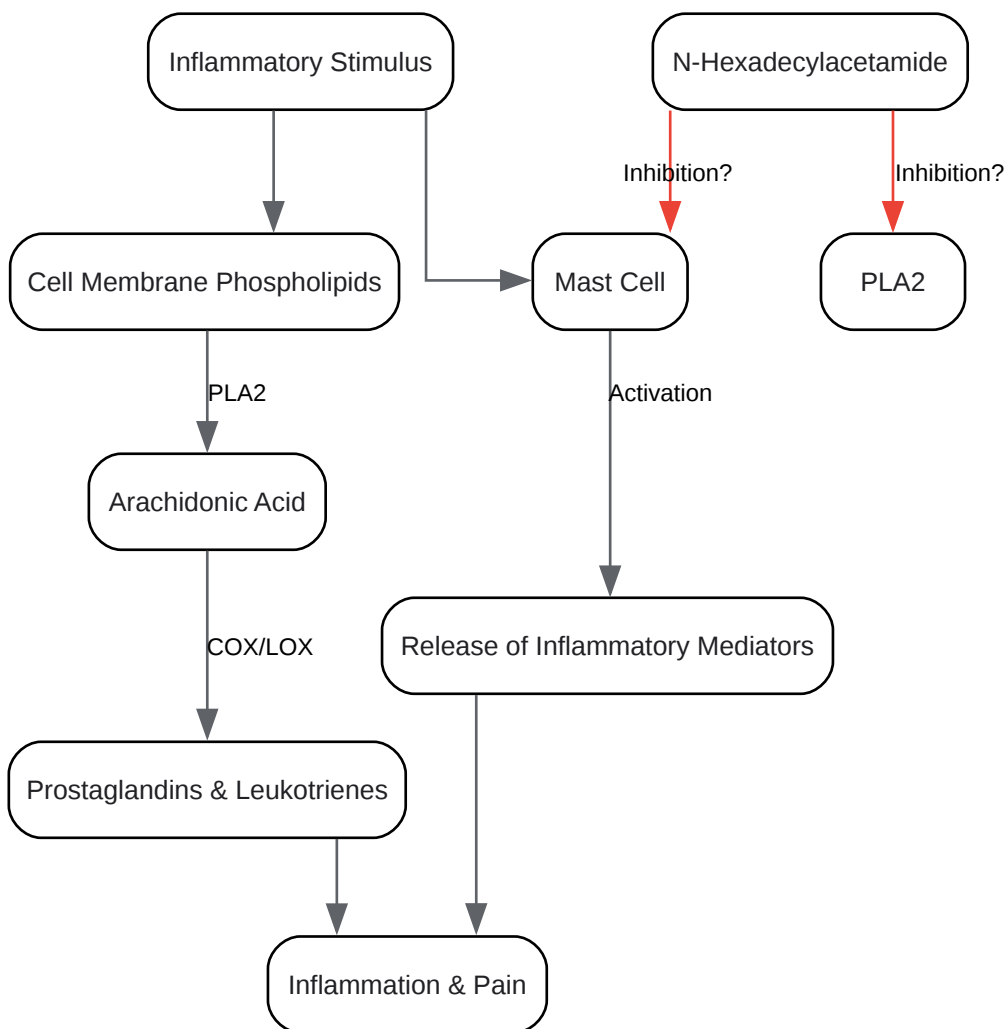 Inflammatory Stimulus
N-Hexadecylacetamide
Inhibition?
Inhibition?
Cell Membrane Phospholipids
Mast Cell
PLA2
PLA2
Activation
Arachidonic Acid
COX/LOX
Release of Inflammatory Mediators
Prostaglandins & Leukotrienes
Inflammation & Pain